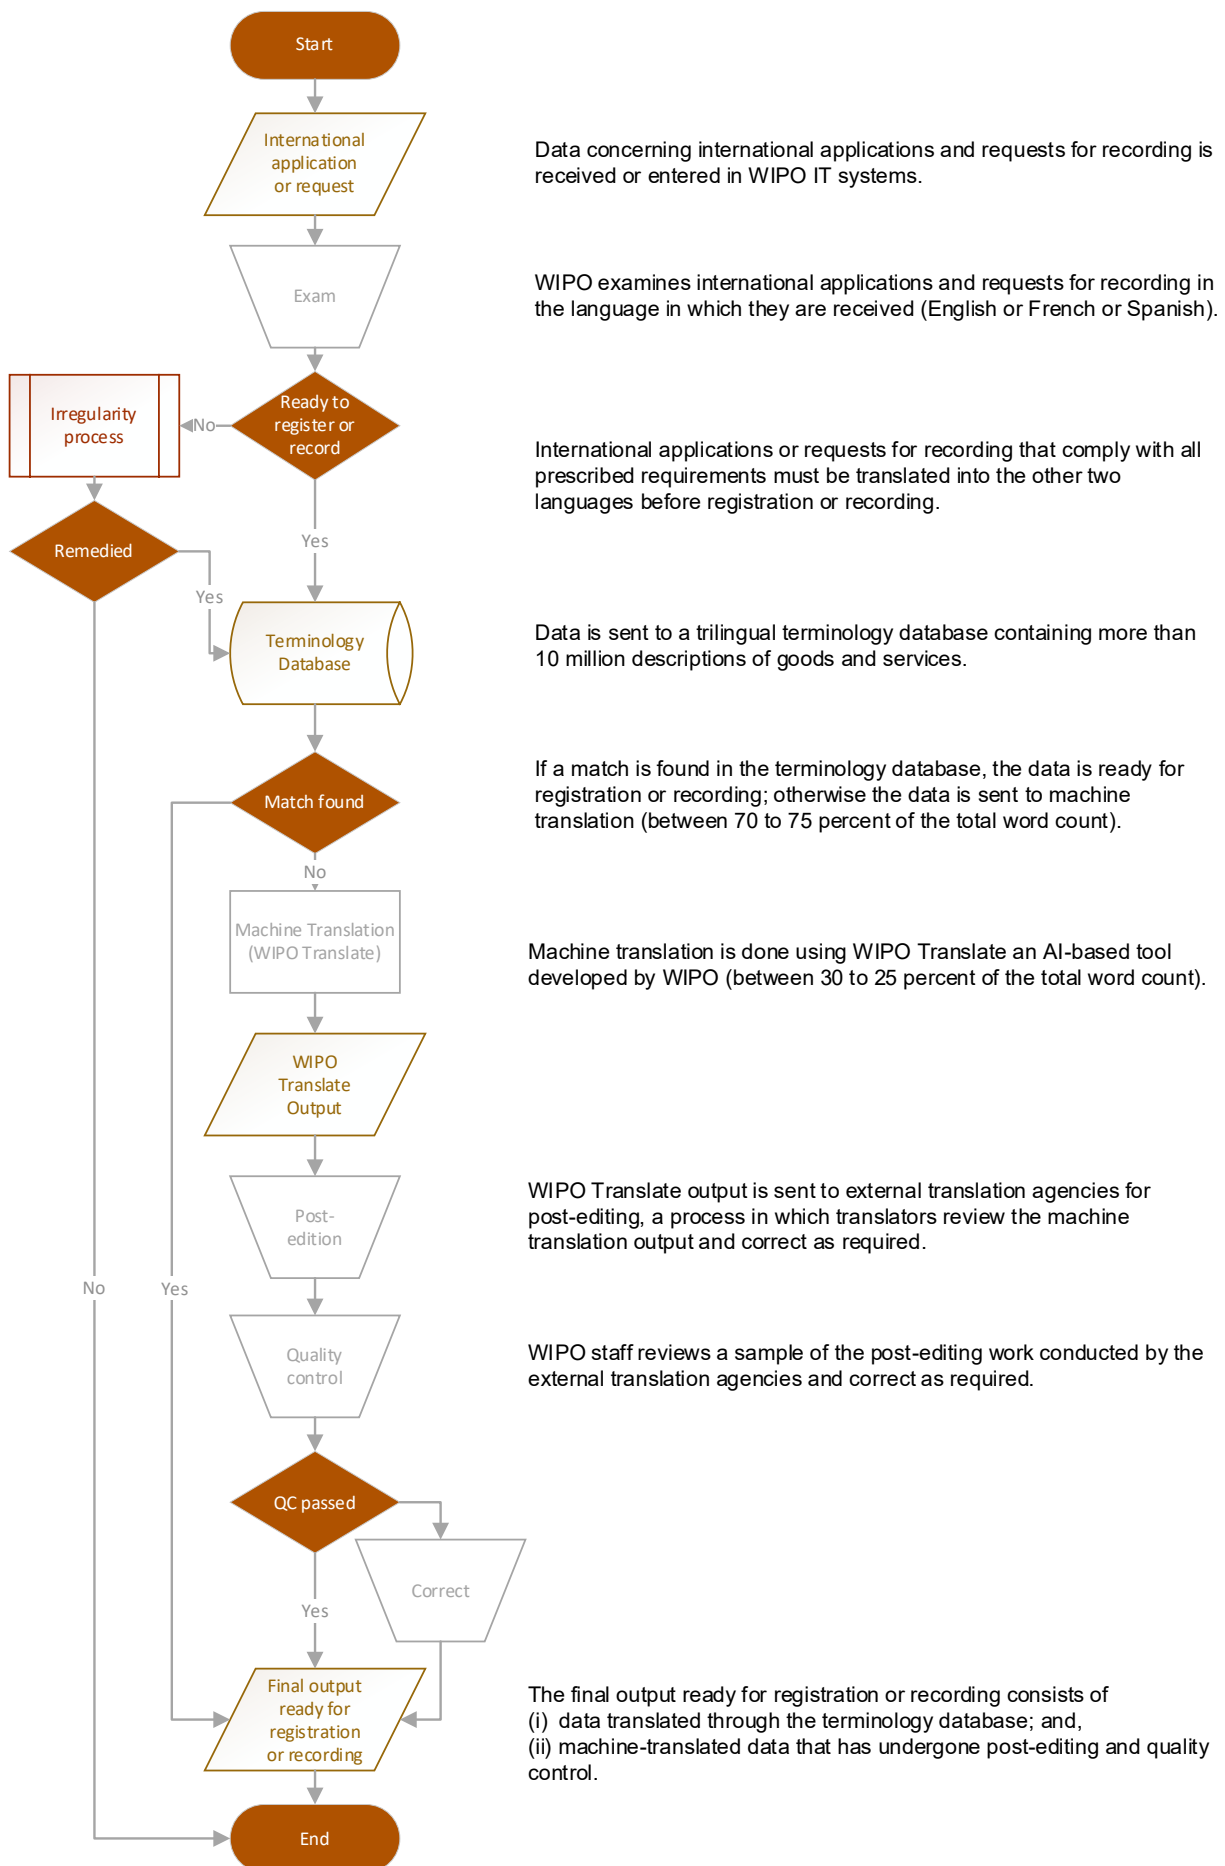 Start
International
application
or request
Data concerning international applications and requests for recording is
received or entered in WIPO IT systems.
Exam
WIPO examines international applications and requests for recording in
the language in which they are received (English or French or Spanish).
Ready to
register or
record
No
Irregularity
process
International applications or requests for recording that comply with all
prescribed requirements must be translated into the other two
languages before registration or recording.
Remedied
Yes
Yes
Terminology
Database
Data is sent to a trilingual terminology database containing more than
10 million descriptions of goods and services.
Match found
If a match is found in the terminology database, the data is ready for
registration or recording; otherwise the data is sent to machine
translation (between 70 to 75 percent of the total word count).
No
Machine Translation
(WIPO Translate)
Machine translation is done using WIPO Translate an AI-based tool
developed by WIPO (between 30 to 25 percent of the total word count).
WIPO
Translate
Output
Post-
edition
WIPO Translate output is sent to external translation agencies for
post-editing, a process in which translators review the machine
translation output and correct as required.
No
Yes
Quality
control
WIPO staff reviews a sample of the post-editing work conducted by the
external translation agencies and correct as required.
QC passed
Correct
Yes
Final output
ready for
registration
or recording
The final output ready for registration or recording consists of
(i) data translated through the terminology database; and,
(ii) machine-translated data that has undergone post-editing and quality
control.
End